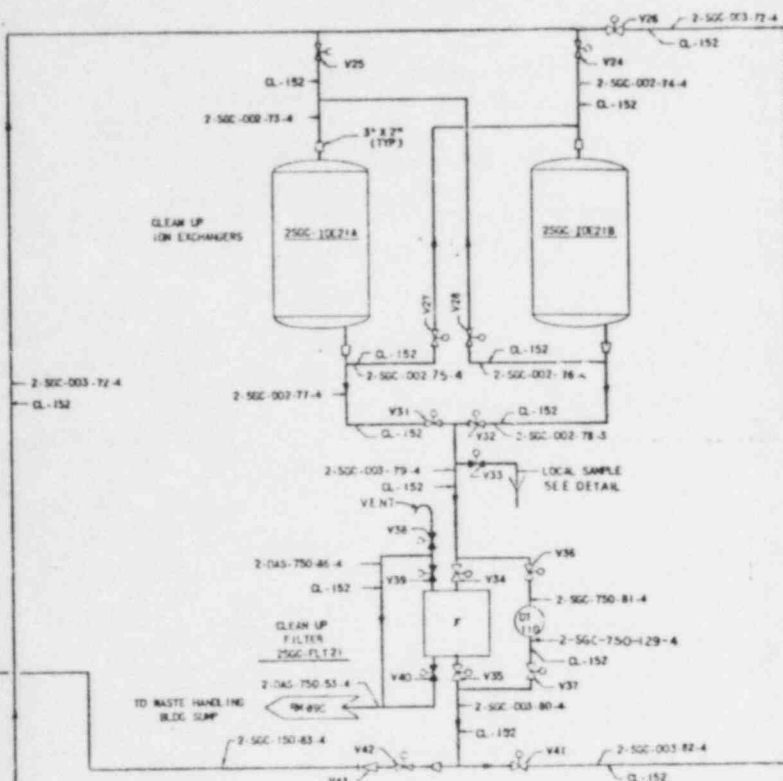 V26
2-SGC-003-72-4
CL-152
V25
V24
CL-152
2-SGC-002-74-4
CL-152
2-SGC-002-73-4
3" X 2"
(TYP)
CLEAN UP
ION EXCHANGERS
2SGC-IOE21A
2SGC-IOE21B
V27
V28
CL-152
CL-152
2-SGC-002-75-4
2-SGC-002-76-4
2-SGC-003-72-4
CL-152
2-SGC-002-77-4
V31
CL-152
CL-152
V32
2-SGC-002-78-3
2-SGC-003-79-4
V33
LOCAL SAMPLE
SEE DETAIL
CL-152
VENT
V38
V36
2-DAS-750-86-4
V39
V34
CL-152
2-SGC-750-81-4
CLEAN UP
FILTER
2SGC-FLT21
F
110
2-SGC-750-129-4
CL-152
V40
V35
V37
2-DAS-750-53-4
TO WASTE HANDLING
BLDG SUMP
2-SGC-003-80-4
CL-152
2-SGC-150-83-4
V42
V41
2-SGC-003-82-4
CL-152